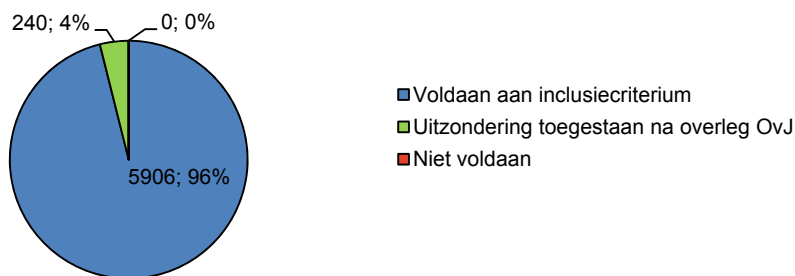 240; 4%
0; 0%
5906; 96%
Voldaan aan inclusiecriterium
Uitzondering toegestaan na overleg OvJ
Niet voldaan